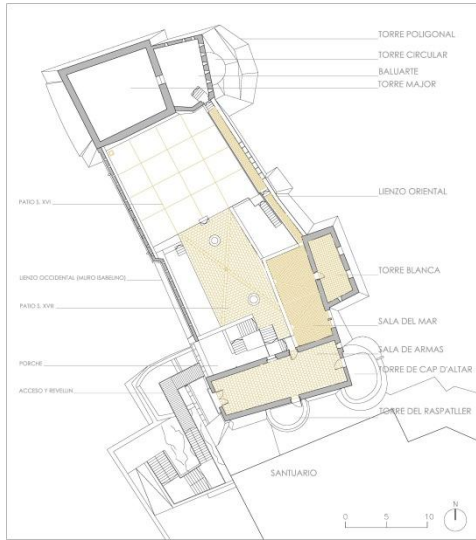 TORRE POLIGONAL
TORRE CIRCULAR
BALUARTE
TORRE MAJOR
LIENZO ORIENTAL
PATIO S. XVI
TORRE BLANCA
LIENZO OCCIDENTAL (MURO ISABELINO)
PATIO S. XVIII
SALA DEL MAR
SALA DE ARMAS
PORCHE
TORRE DE CAP D'ALTAR
ACCESO Y REVELLIN
TORRE DEL RASPATLLER
SANTUARIO
N
0 5 10